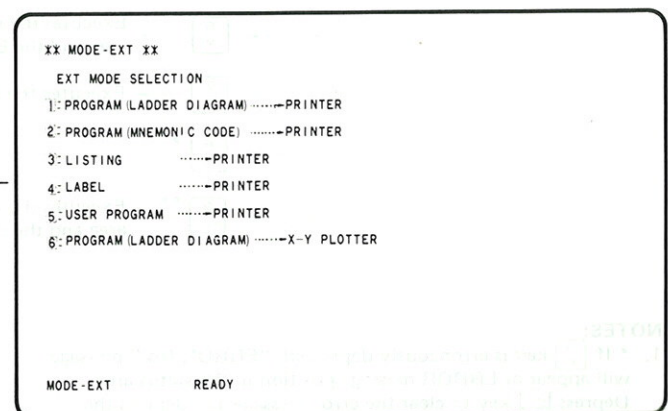 ** MODE-EXT **
EXT MODE SELECTION
1: PROGRAM (LADDER DIAGRAM) ······→PRINTER
2: PROGRAM (MNEMONIC CODE) ······→PRINTER
3: LISTING ······→PRINTER
4: LABEL ······→PRINTER
5: USER PROGRAM ······→PRINTER
6: PROGRAM (LADDER DIAGRAM) ······→X-Y PLOTTER
MODE-EXT READY